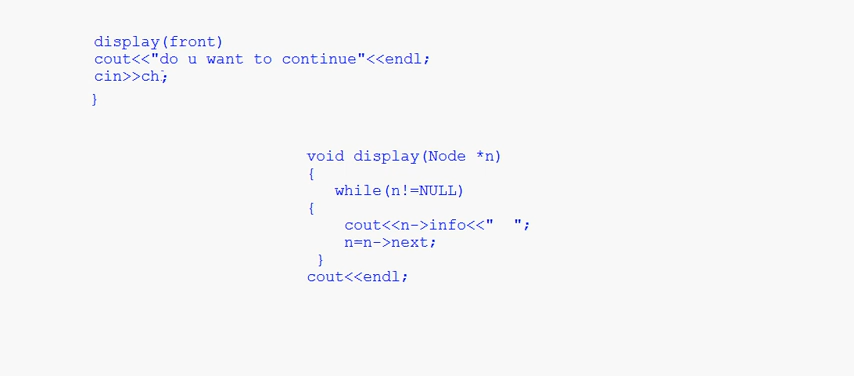 display(front)
cout<<"do u want to continue"<<endl;
cin>>ch;
}
void display(Node *n)
{
while(n!=NULL)
{
cout<<n->info<<"  ";
n=n->next;
}
cout<<endl;